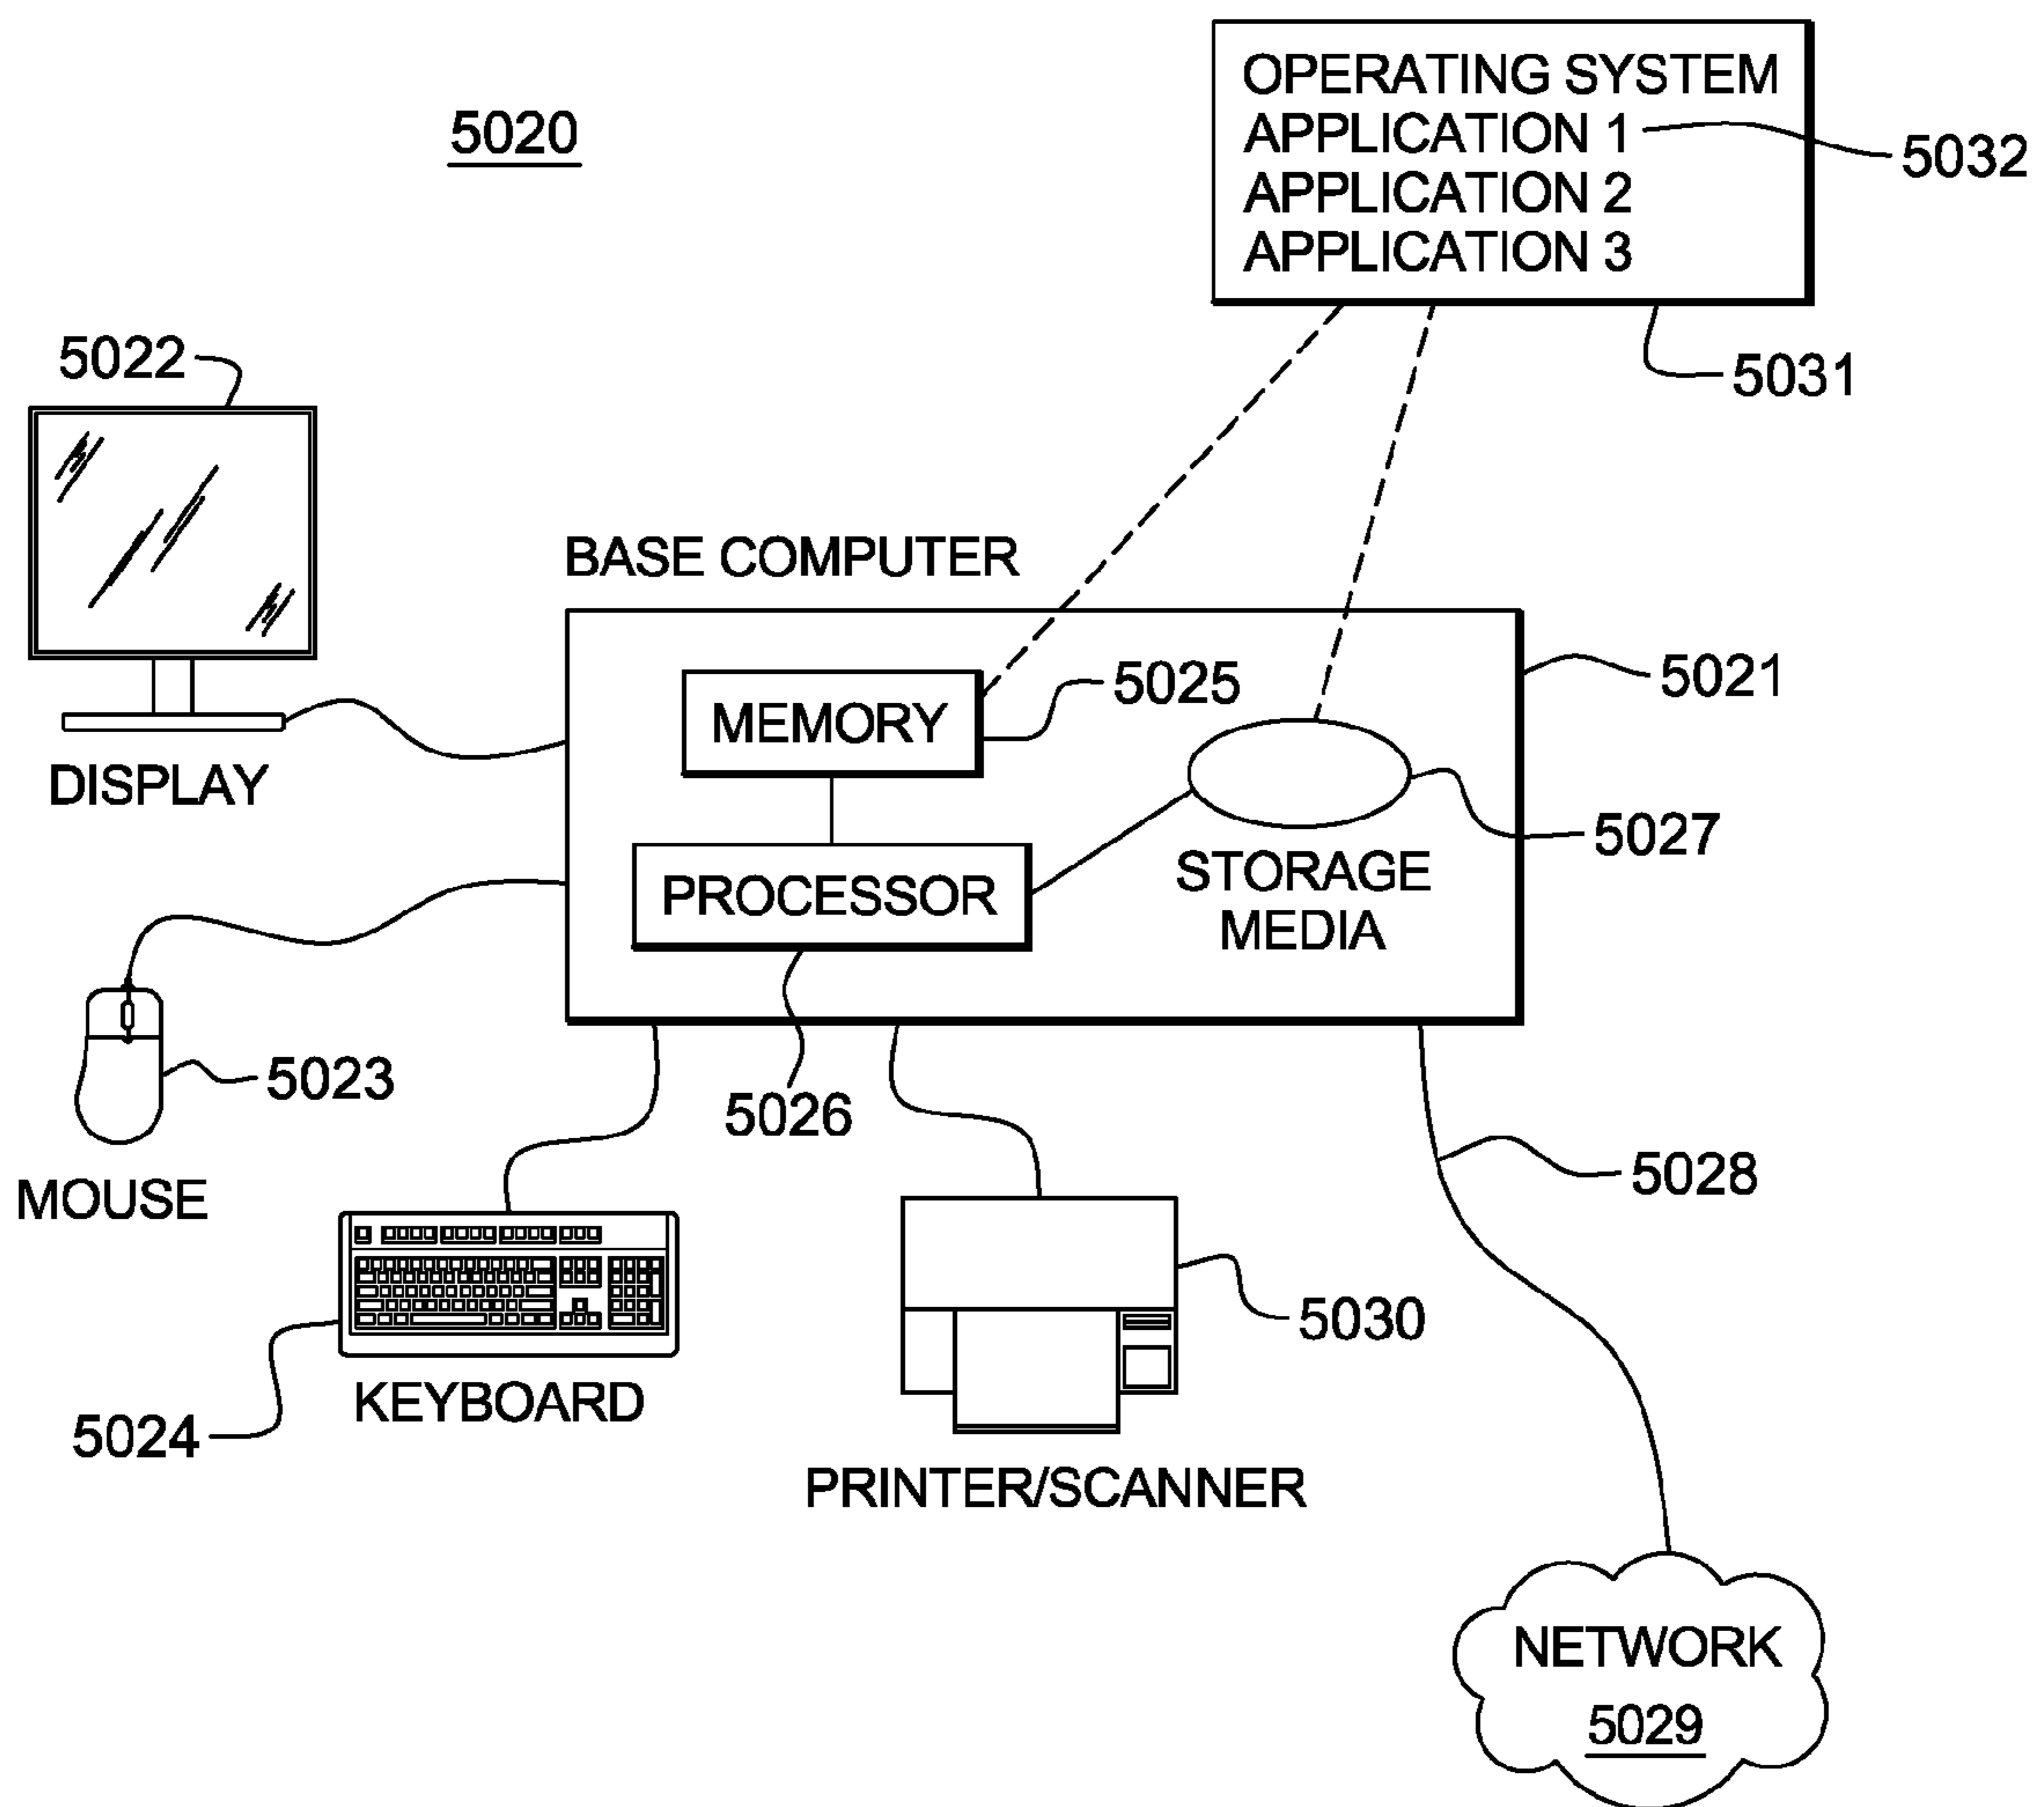 OPERATING SYSTEM
APPLICATION 1
APPLICATION 2
APPLICATION 3
5020
5032
5022
5031
BASE COMPUTER
5021
MEMORY
5025
DISPLAY
5027
PROCESSOR
STORAGE
MEDIA
5023
5026
5028
MOUSE
5030
KEYBOARD
5024
PRINTER/SCANNER
NETWORK
5029